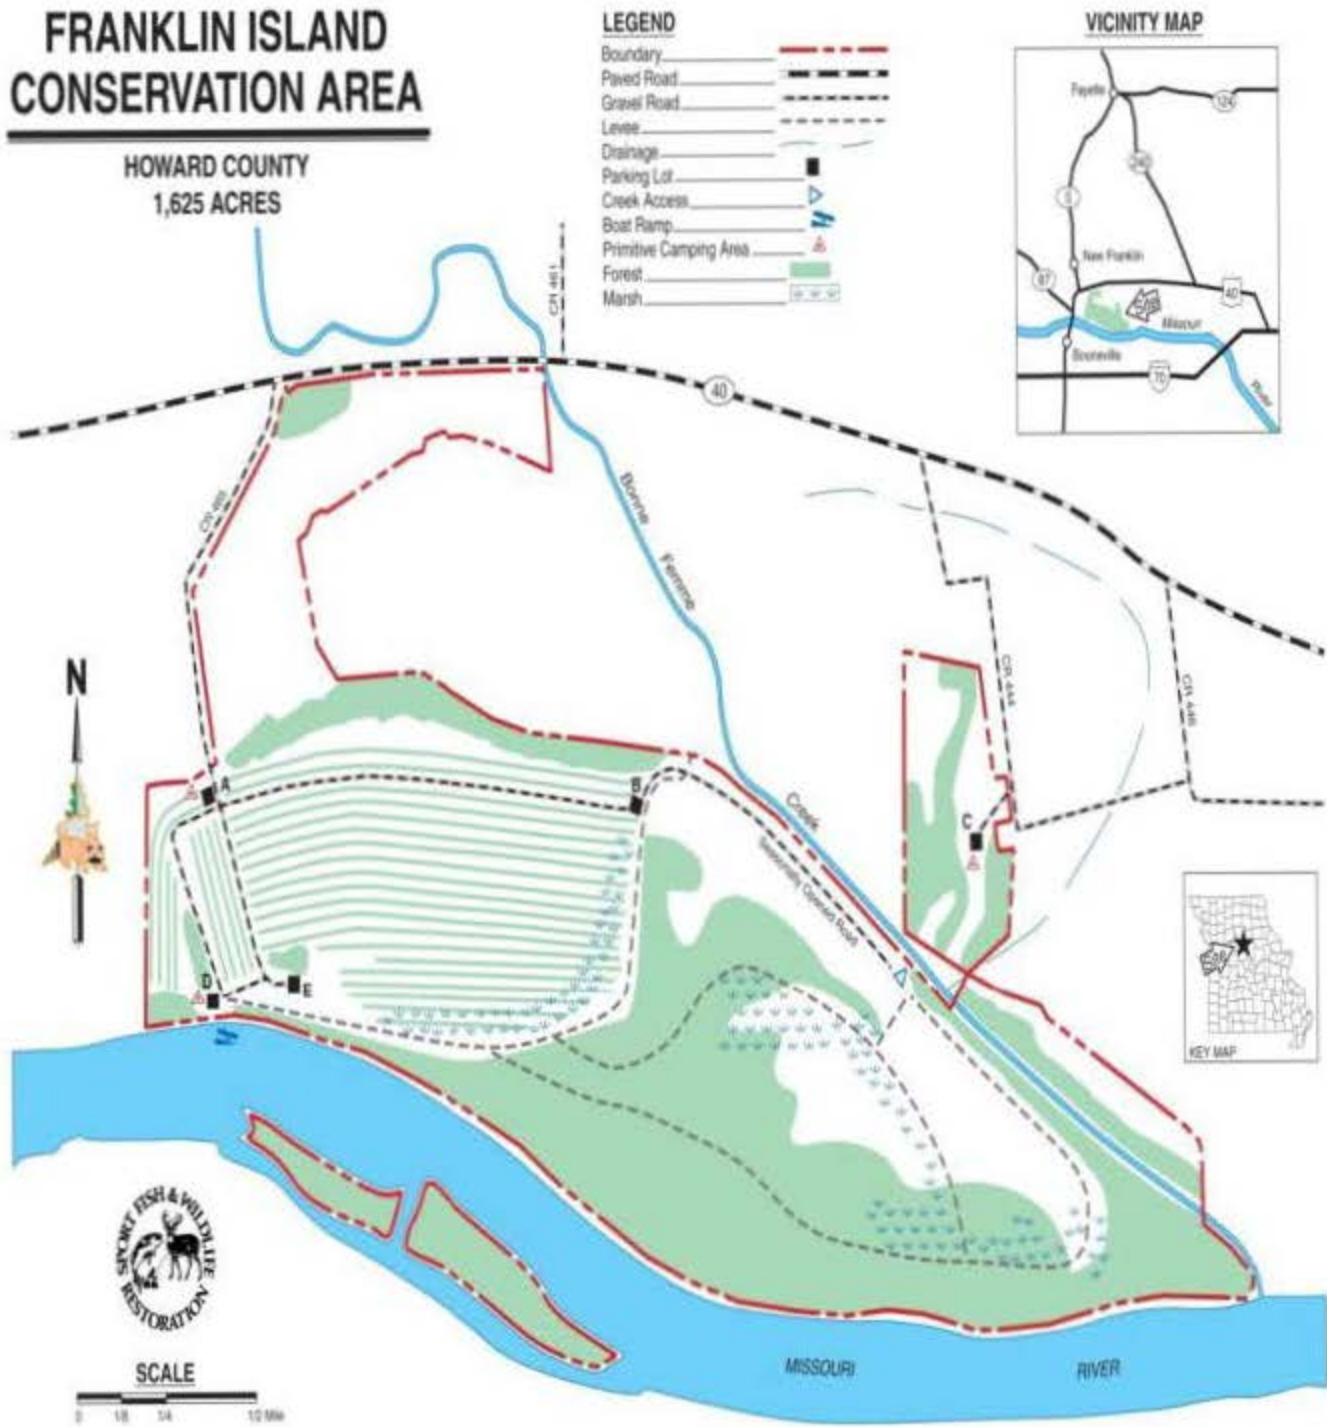 FRANKLIN ISLAND
CONSERVATION AREA
HOWARD COUNTY
1,625 ACRES
LEGEND
Boundary
Paved Road
Gravel Road
Levee
Drainage
Parking Lot
Creek Access
Boat Ramp
Primitive Camping Area
Forest
Marsh
VICINITY MAP
Fayette
124
240
5
New Franklin
87
40
Missouri
River
Booneville
70
CR 461
40
Bonne
Femme
Creek
CR 444
CR 446
N
A
B
C
D
E
Seasonally Opened Road
KEY MAP
SPORT FISH & WILDLIFE
RESTORATION
SCALE
0 1/8 1/4 1/2 Mile
MISSOURI RIVER